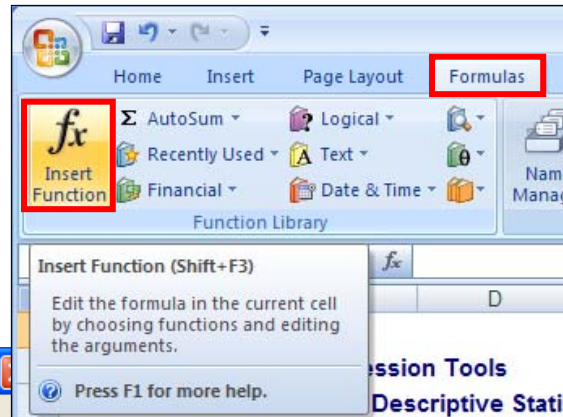 Home Insert Page Layout Formulas
fx Σ AutoSum Logical
Insert Function Recently Used A Text θ
Financial Date & Time
Nam
Manag
Function Library
Insert Function (Shift+F3) fx
Edit the formula in the current cell
by choosing functions and editing
the arguments.
Press F1 for more help.
D
ession Tools
Descriptive Stati